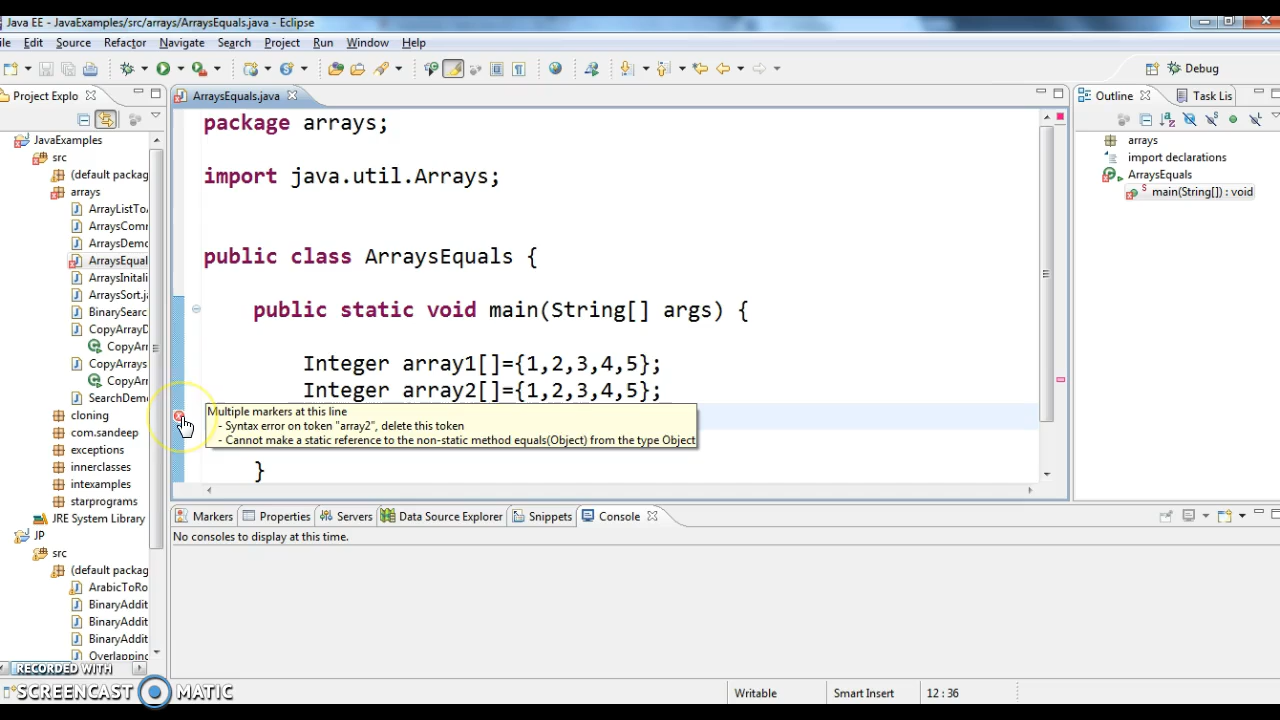 Java EE - JavaExamples/src/arrays/ArraysEquals.java - Eclipse
ile Edit Source Refactor Navigate Search Project Run Window Help
Debug
Project Explo
ArraysEquals.java
Outline
Task Lis
JavaExamples
src
(default packag
arrays
ArrayListToA
ArraysComm
ArraysDemo
ArraysEqual
ArraysInitali
ArraysSort.ja
BinarySearc
CopyArrayD
CopyArr
CopyArrays
CopyArr
SearchDemo
cloning
com.sandeep
exceptions
innerclasses
intexamples
starprograms
JRE System Library
JP
src
(default packag
ArabicToRo
BinaryAddit
BinaryAddit
BinaryAddit
Overlapping
package arrays;
import java.util.Arrays;
public class ArraysEquals {
public static void main(String[] args) {
Integer array1[]={1,2,3,4,5};
Integer array2[]={1,2,3,4,5};
Multiple markers at this line
- Syntax error on token "array2", delete this token
- Cannot make a static reference to the non-static method equals(Object) from the type Object
}
arrays
import declarations
ArraysEquals
main(String[]) : void
Markers Properties Servers Data Source Explorer Snippets Console
No consoles to display at this time.
RECORDED WITH
SCREENCAST MATIC
Writable Smart Insert 12 : 36